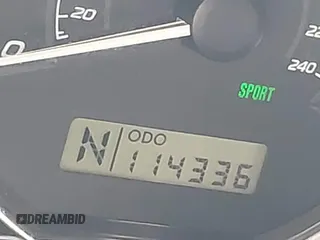 20
0
22
240
SPORT
ODO
N 114336
DREAMBID